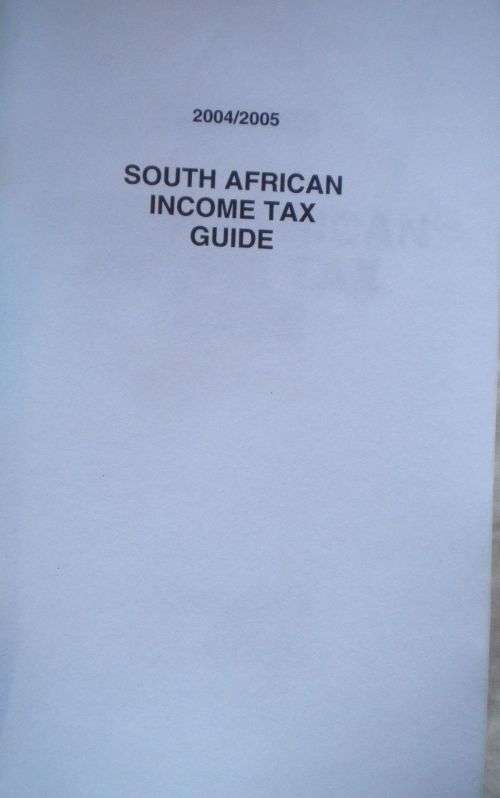 2004/2005
SOUTH AFRICAN
INCOME TAX
GUIDE